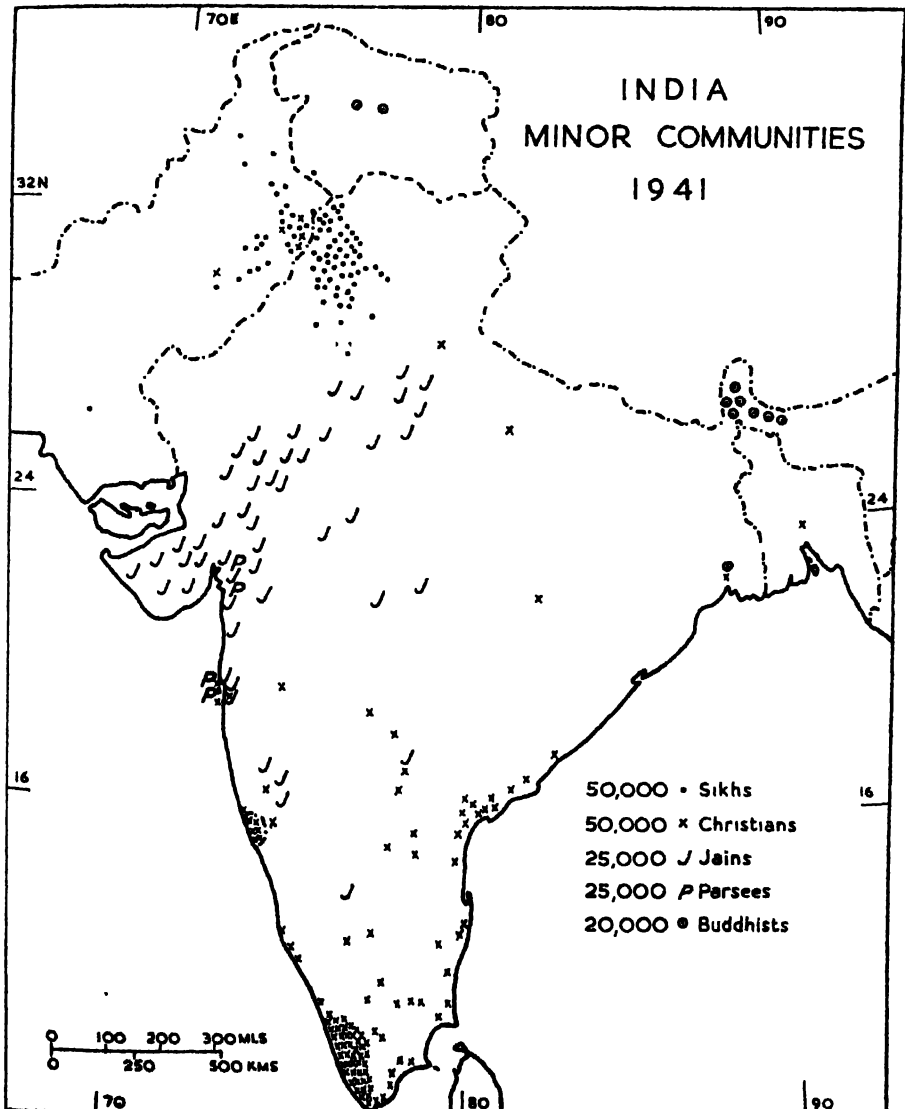 70E 80 90
INDIA
MINOR COMMUNITIES
1941
32N
24
24
16
16
50,000 • Sikhs
50,000 x Christians
25,000 J Jains
25,000 P Parsees
20,000 ⊙ Buddhists
0 100 200 300 MLS
0 250 500 KMS
70 80 90